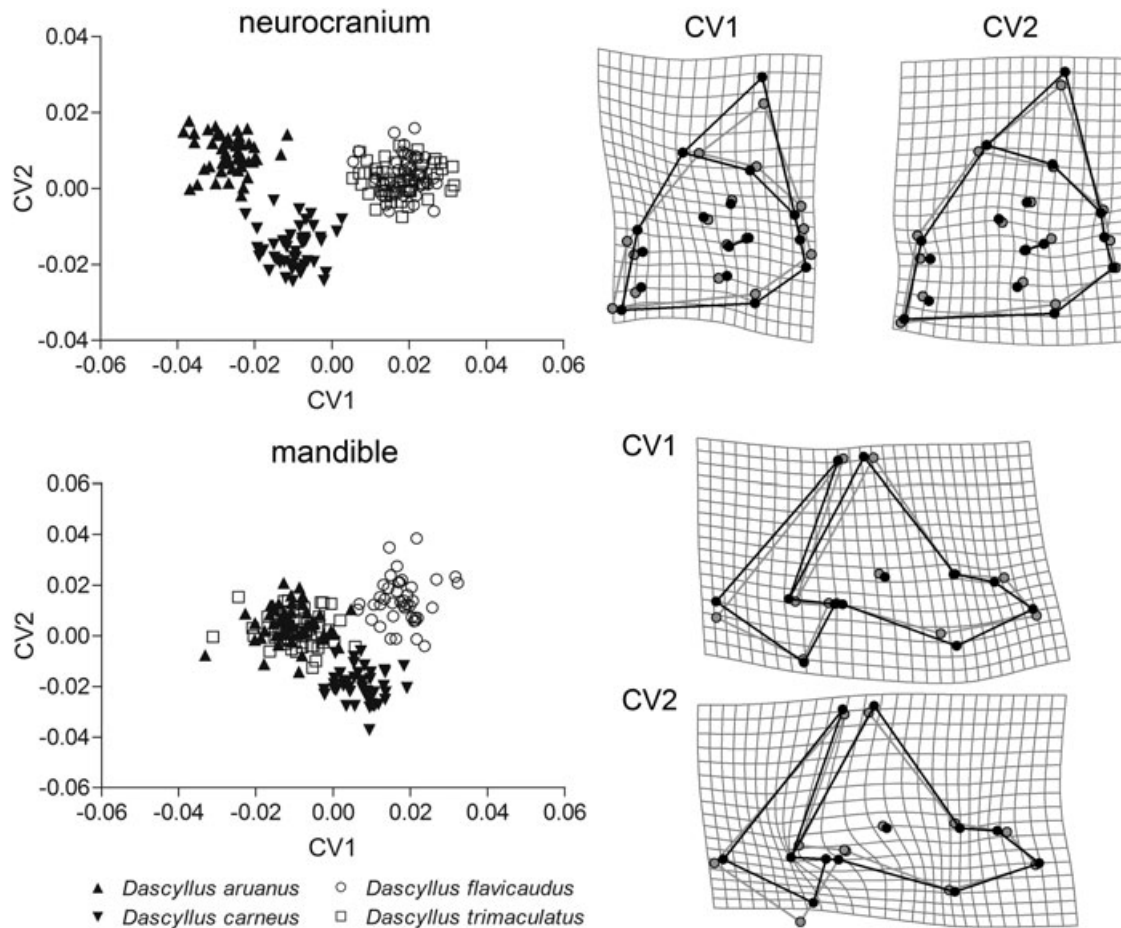 neurocranium
CV1 CV2
0.04
0.02
0.00
-0.02
-0.04
CV2
-0.06 -0.04 -0.02 0.00 0.02 0.04 0.06
CV1
mandible
CV1
0.06
0.04
0.02
0.00
-0.02
-0.04
-0.06
CV2
-0.06 -0.04 -0.02 0.00 0.02 0.04 0.06
CV1
CV2
▲ Dascyllus aruanus ○ Dascyllus flavicaudus
▼ Dascyllus carneus □ Dascyllus trimaculatus